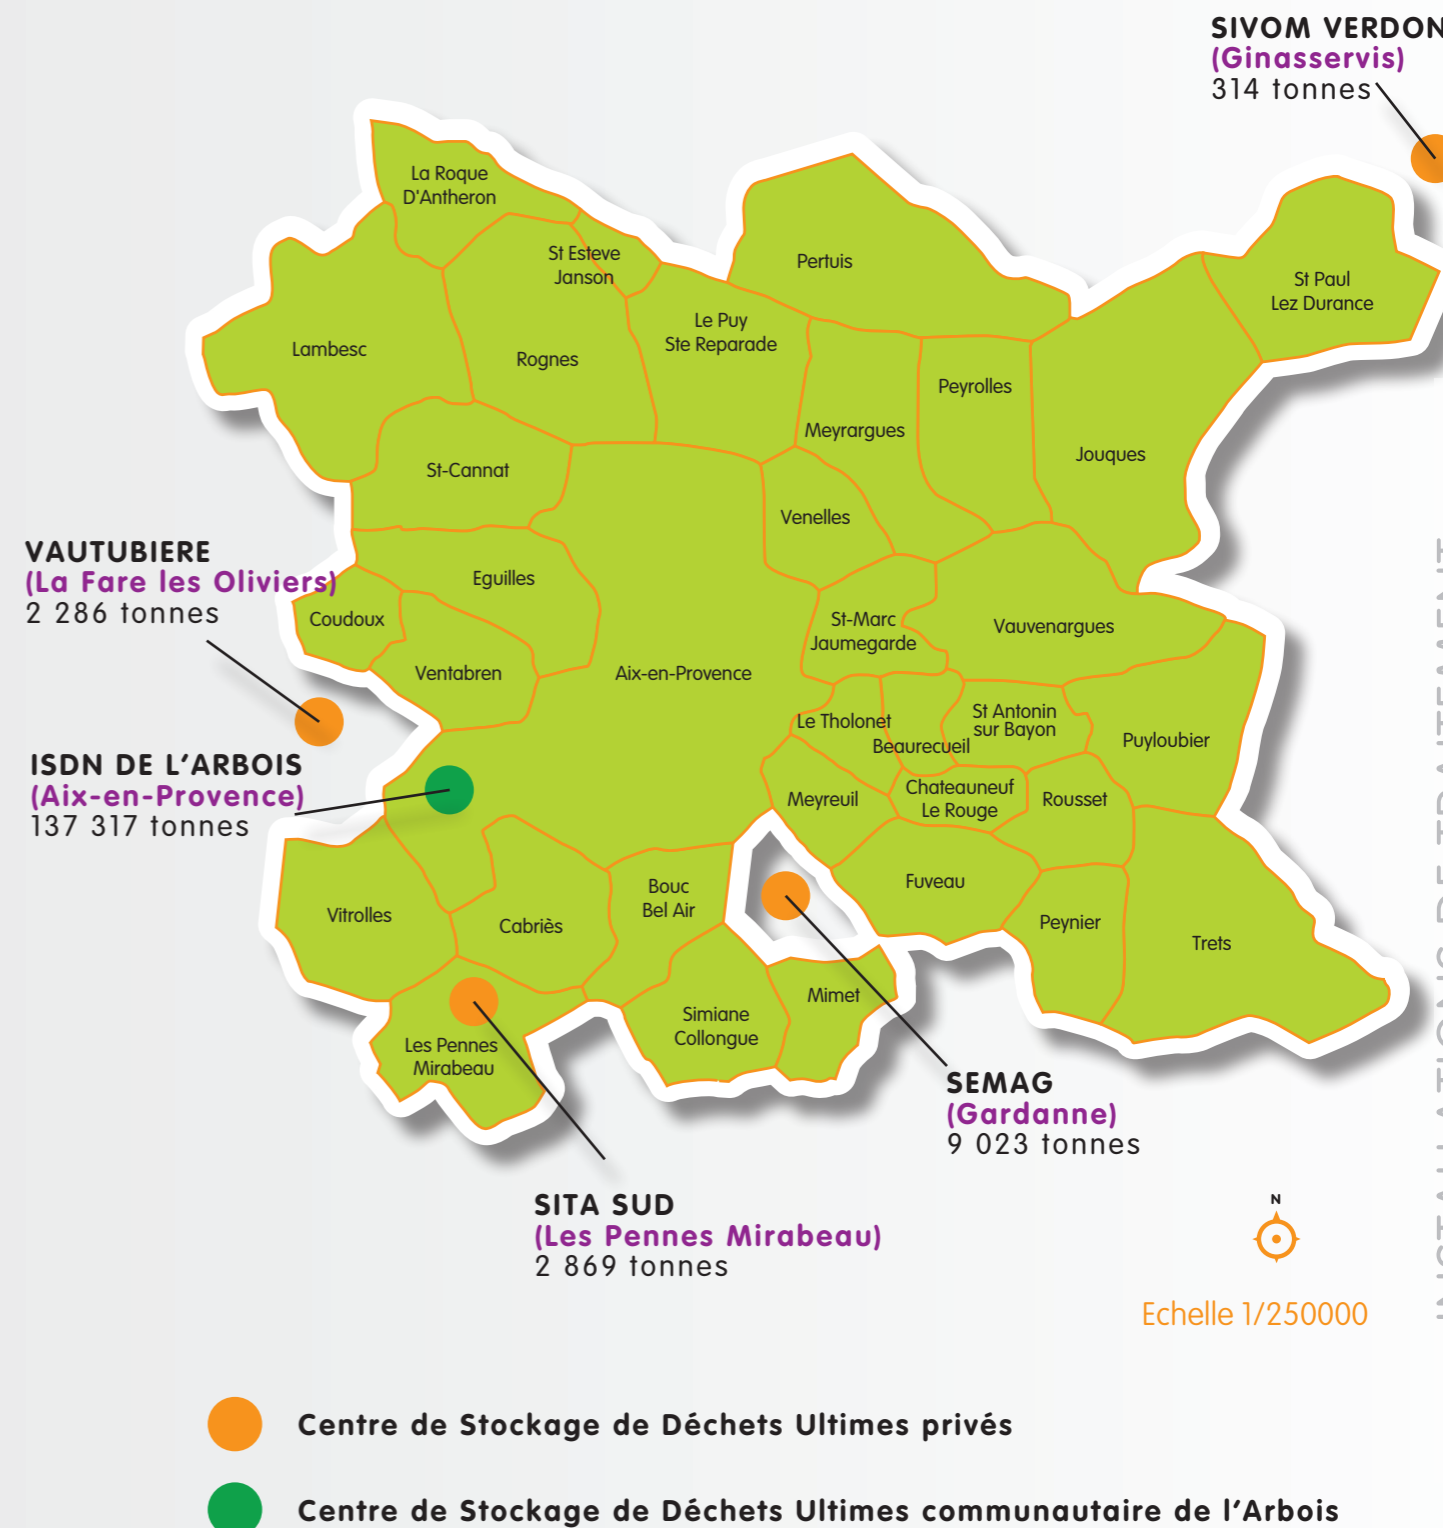 SIVOM VERDON
(Ginasservis)
314 tonnes
La Roque
D'Antheron
St Esteve
Janson
Pertuis
St Paul
Lez Durance
Lambesc
Rognes
Le Puy
Ste Reparade
Peyrolles
Meyrargues
Jouques
St-Cannat
Venelles
VAUTUBIERE
(La Fare les Oliviers)
2 286 tonnes
Eguilles
Coudoux
Ventabren
Aix-en-Provence
St-Marc
Jaumegarde
Vauvenargues
Le Tholonet
Beaurecueil
St Antonin
sur Bayon
Puyloubier
ISDN DE L'ARBOIS
(Aix-en-Provence)
137 317 tonnes
Meyreuil
Chateauneuf
Le Rouge
Rousset
Vitrolles
Cabriès
Bouc
Bel Air
Fuveau
Peynier
Trets
Les Pennes
Mirabeau
Simiane
Collongue
Mimet
SEMAG
(Gardanne)
9 023 tonnes
SITA SUD
(Les Pennes Mirabeau)
2 869 tonnes
N
Echelle 1/250000
Centre de Stockage de Déchets Ultimes privés
Centre de Stockage de Déchets Ultimes communautaire de l'Arbois